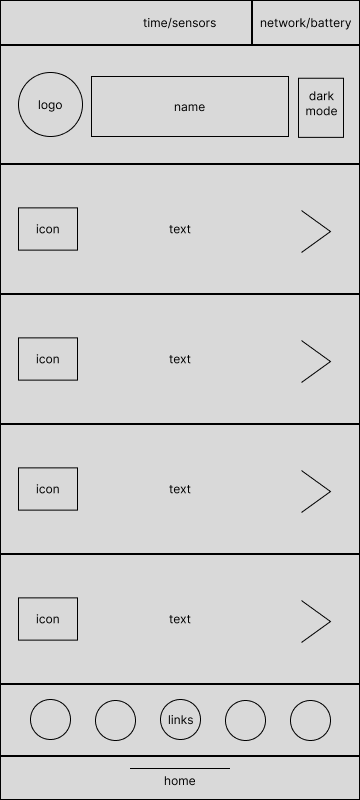 time/sensors
network/battery
logo
name
dark
mode
icon
text
icon
text
icon
text
icon
text
links
home